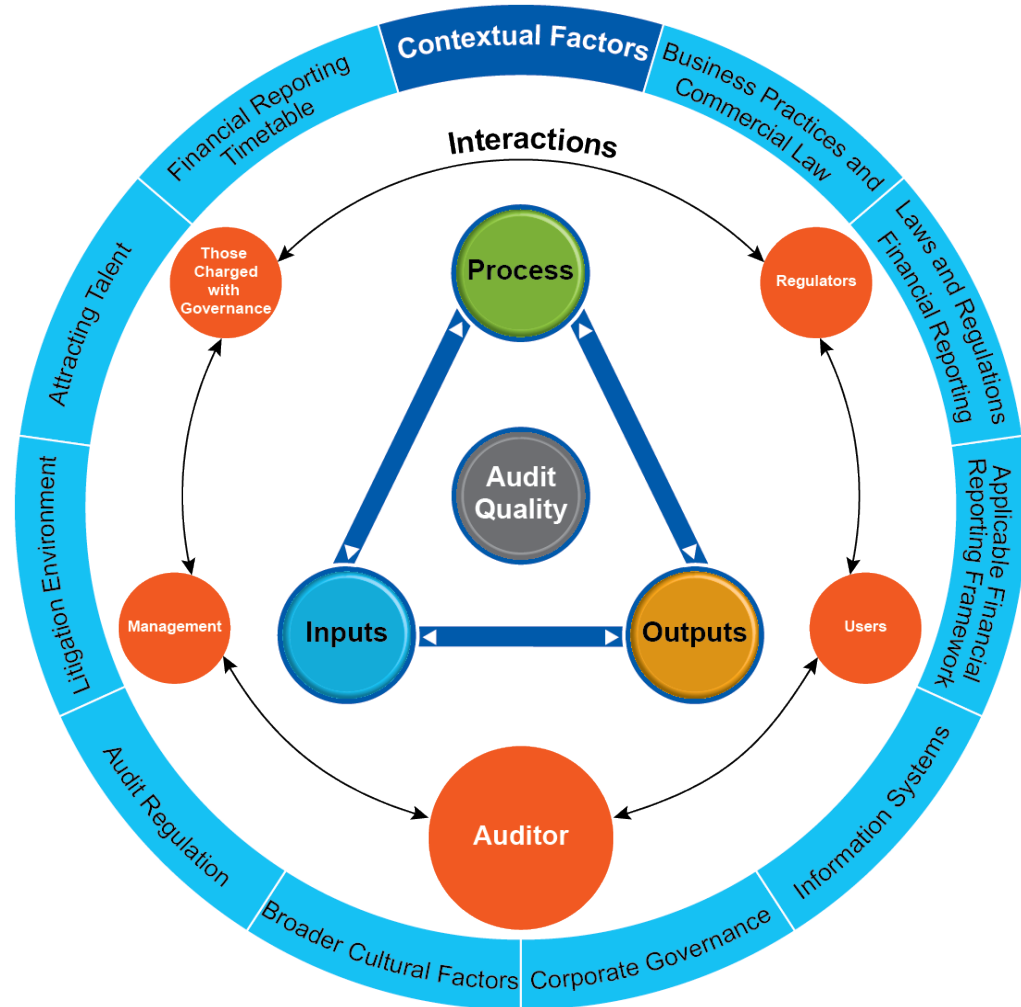 Contextual Factors
Business Practices and
Commercial Law
Laws and Regulations
Financial Reporting
Applicable Financial
Reporting Framework
Information Systems
Corporate Governance
Broader Cultural Factors
Audit Regulation
Litigation Environment
Attracting Talent
Financial Reporting
Timetable
Interactions
Those
Charged
with
Governance
Regulators
Management
Users
Auditor
Process
Audit
Quality
Inputs
Outputs